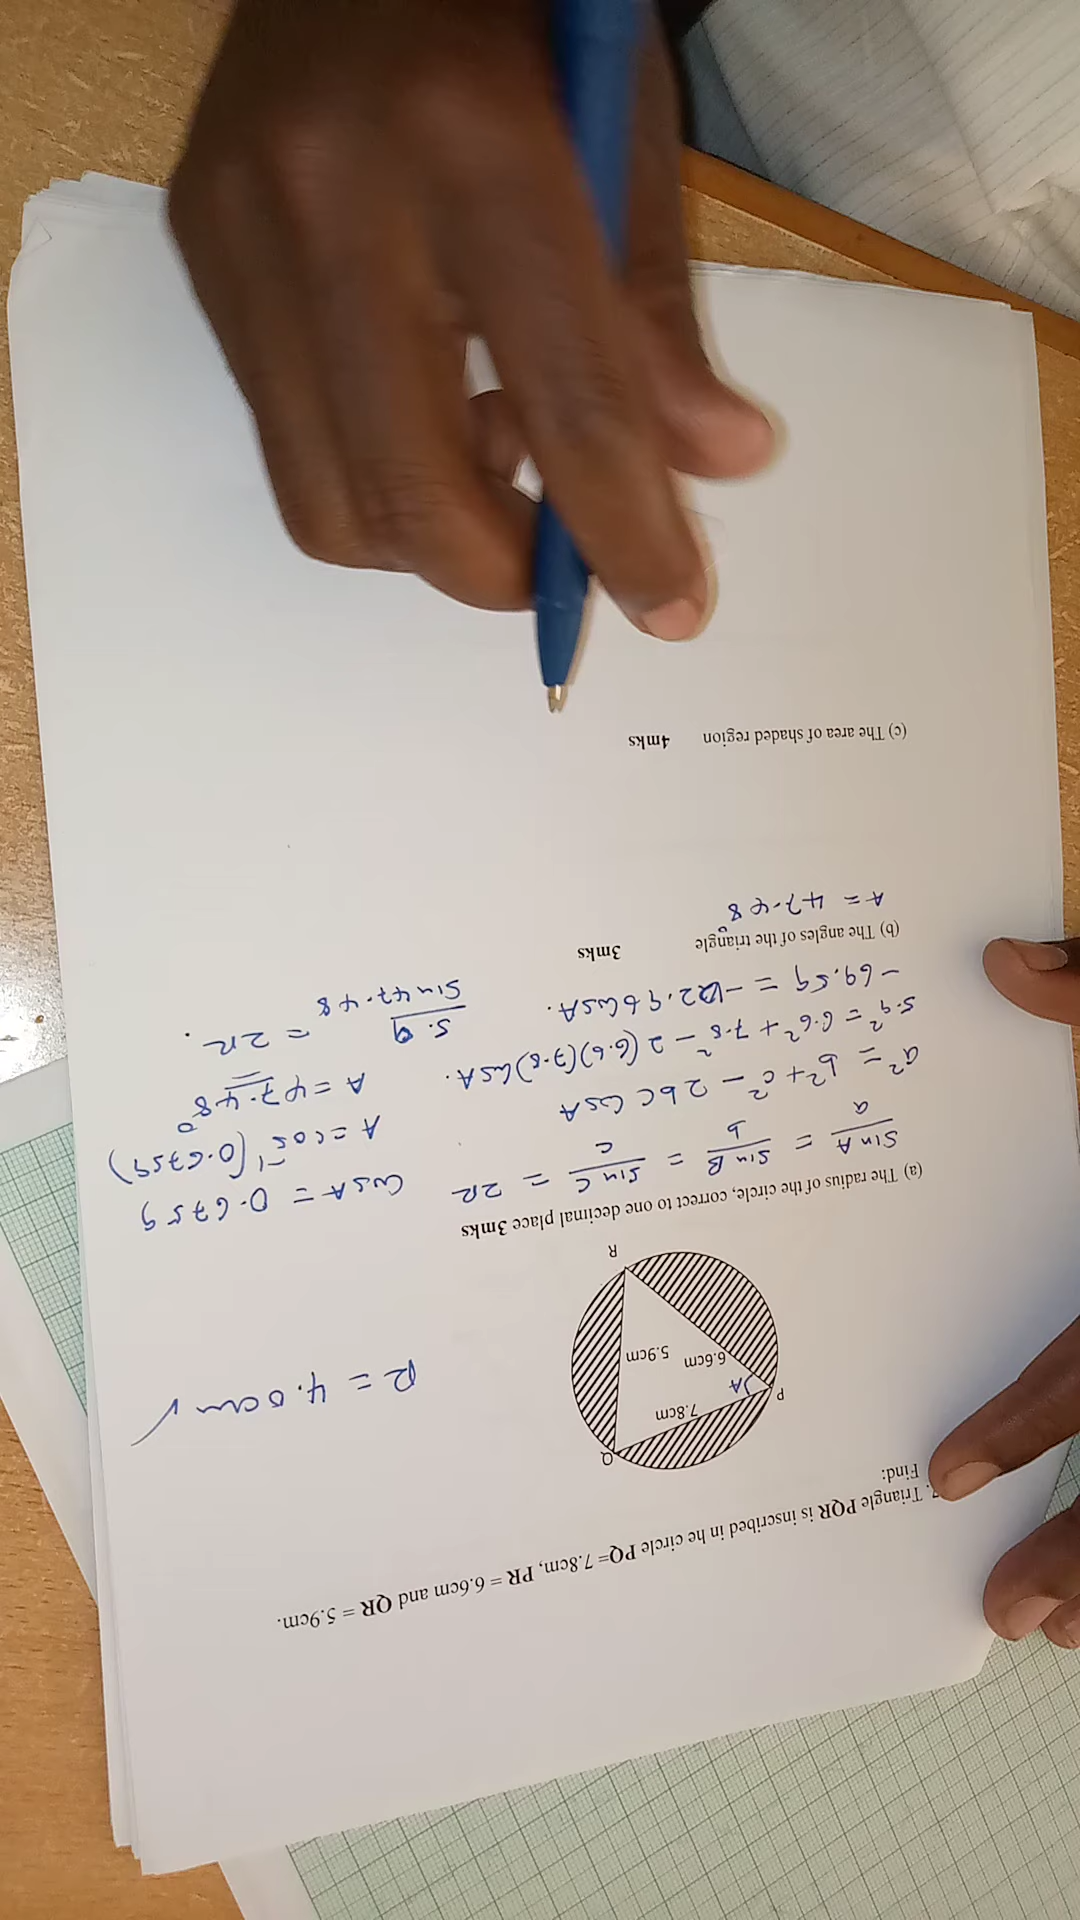 7. Triangle PQR is inscribed in he circle PQ= 7.8cm, PR = 6.6cm and QR = 5.9cm.
Find:
Q
7.8cm
P
A
6.6cm
5.9cm
R
R = 4.0cm
(a) The radius of the circle, correct to one decimal place 3mks
a/Sin A = b/Sin B = c/Sin C = 2R
a² = b² + c² - 2bc Cos A
5.9² = 6.6² + 7.8² - 2(6.6)(7.8)CosA.
-69.59 = -102.96 CosA.
CosA = 0.6759
A = cos⁻¹(0.6759)
A = 47.48°
5.9/Sin 47.48 = 2R.
(b) The angles of the triangle 3mks
A = 47.48°
(c) The area of shaded region 4mks